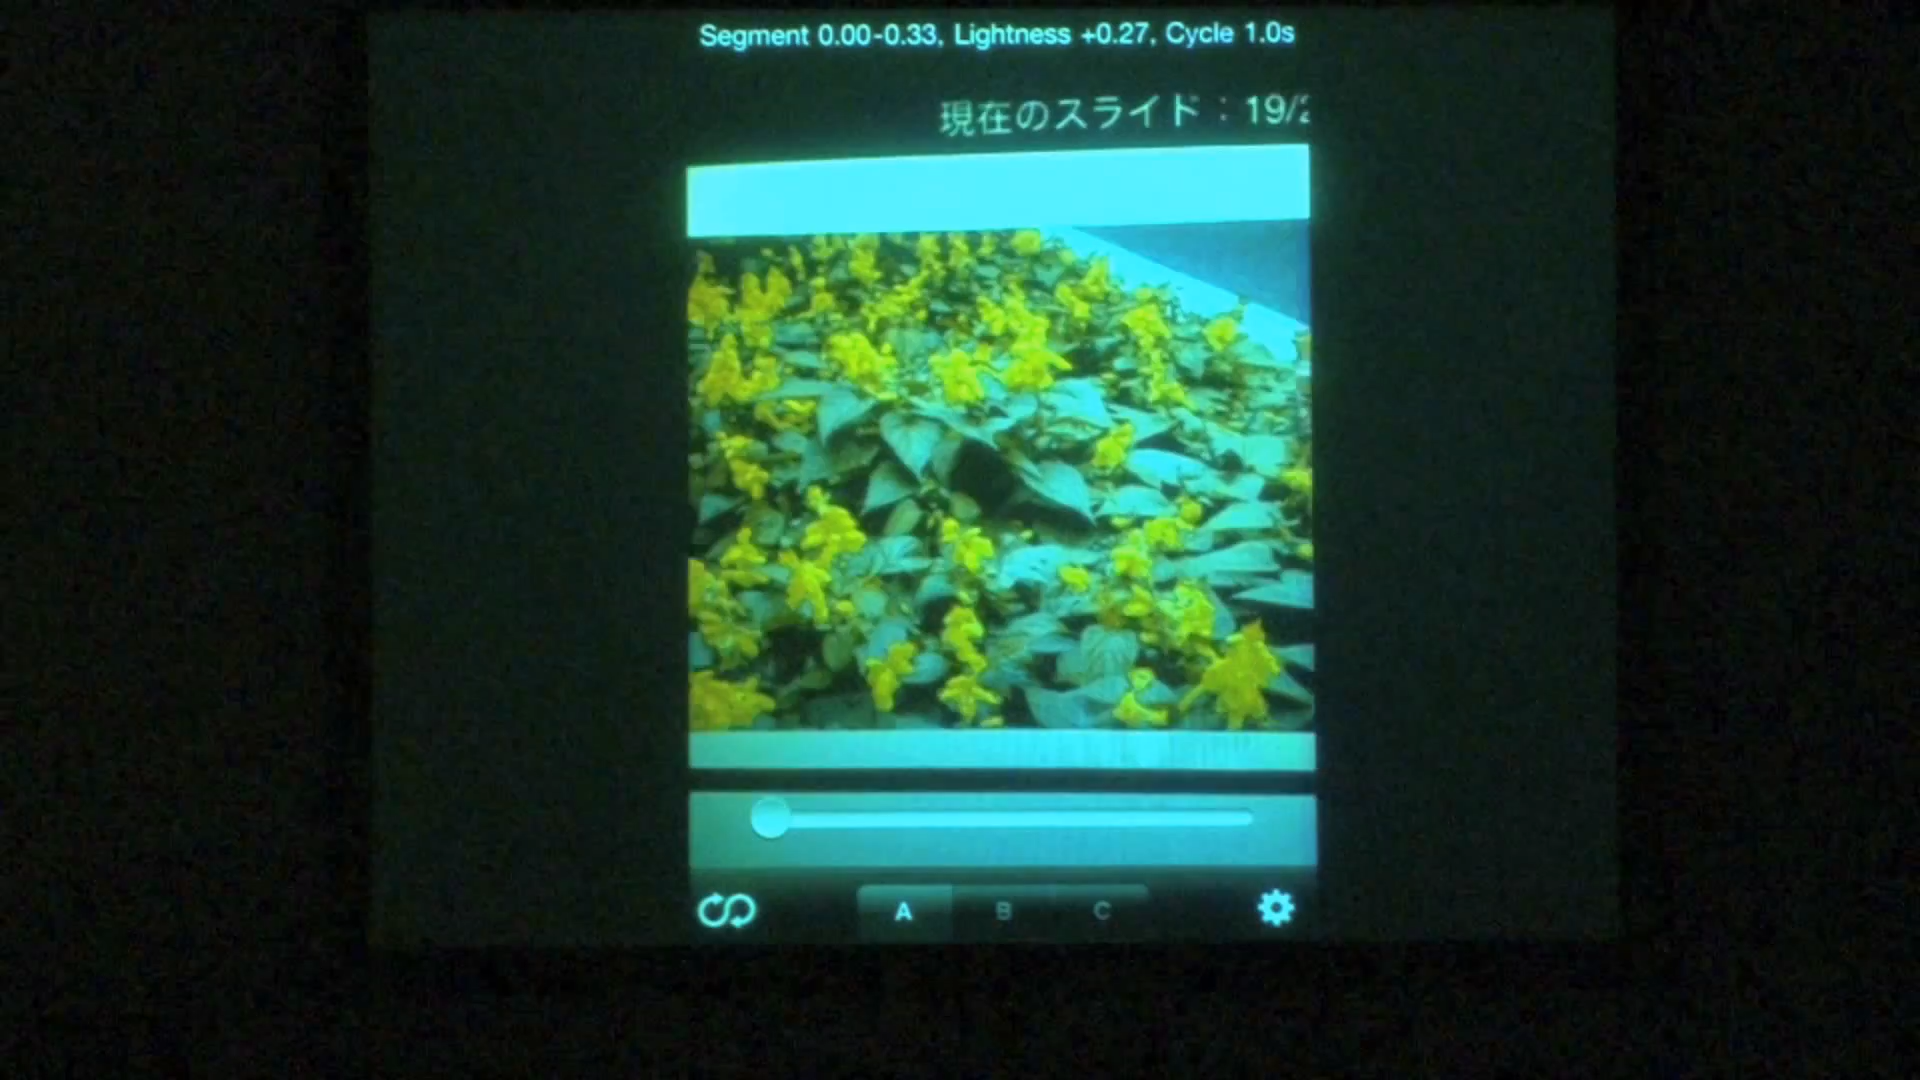 Segment 0.00-0.33, Lightness +0.27, Cycle 1.0s
現在のスライド：19/2
A B C